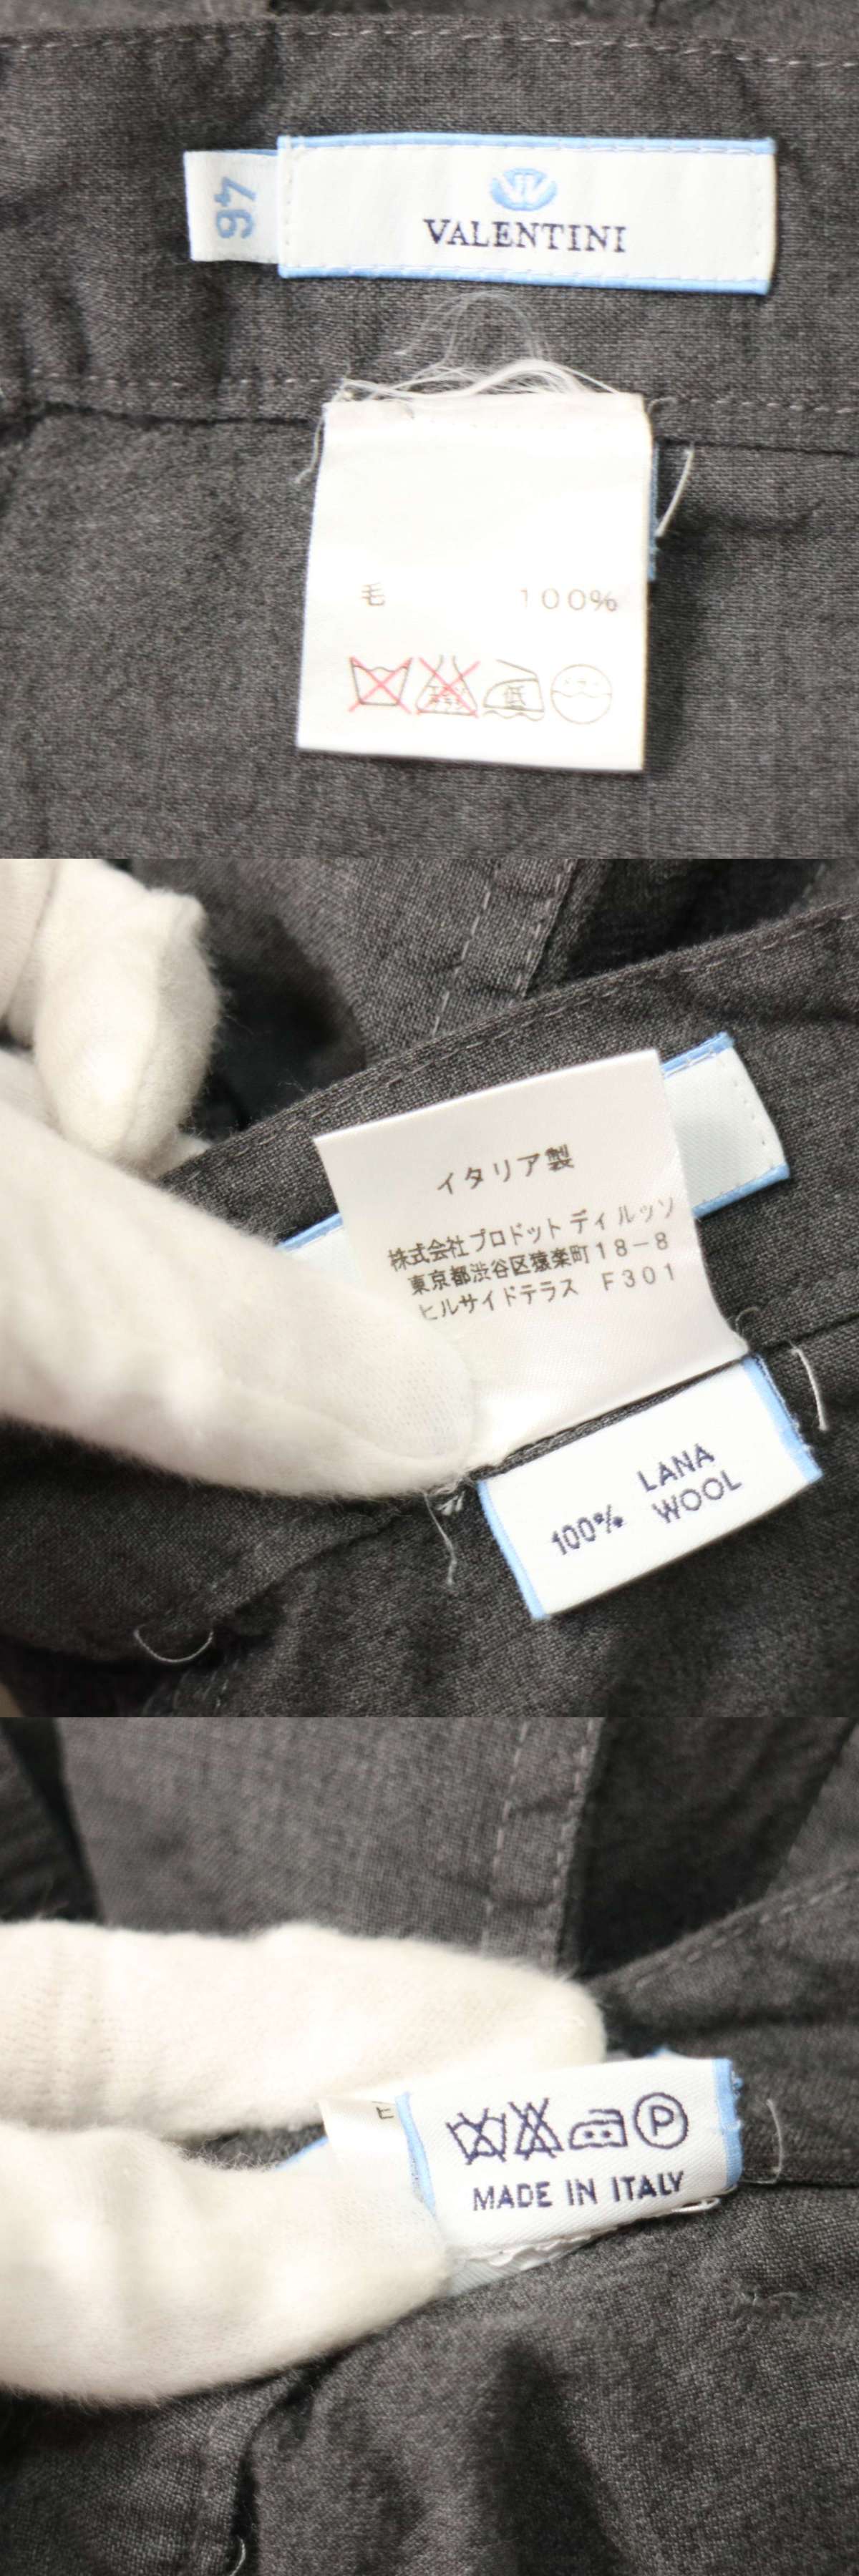 46
VALENTINI
毛 100%
低
イタリア製
株式会社プロドット ディ ルッソ
東京都渋谷区猿楽町18-8
ヒルサイドテラス F301
100% LANA
WOOL
ヒ
P
MADE IN ITALY